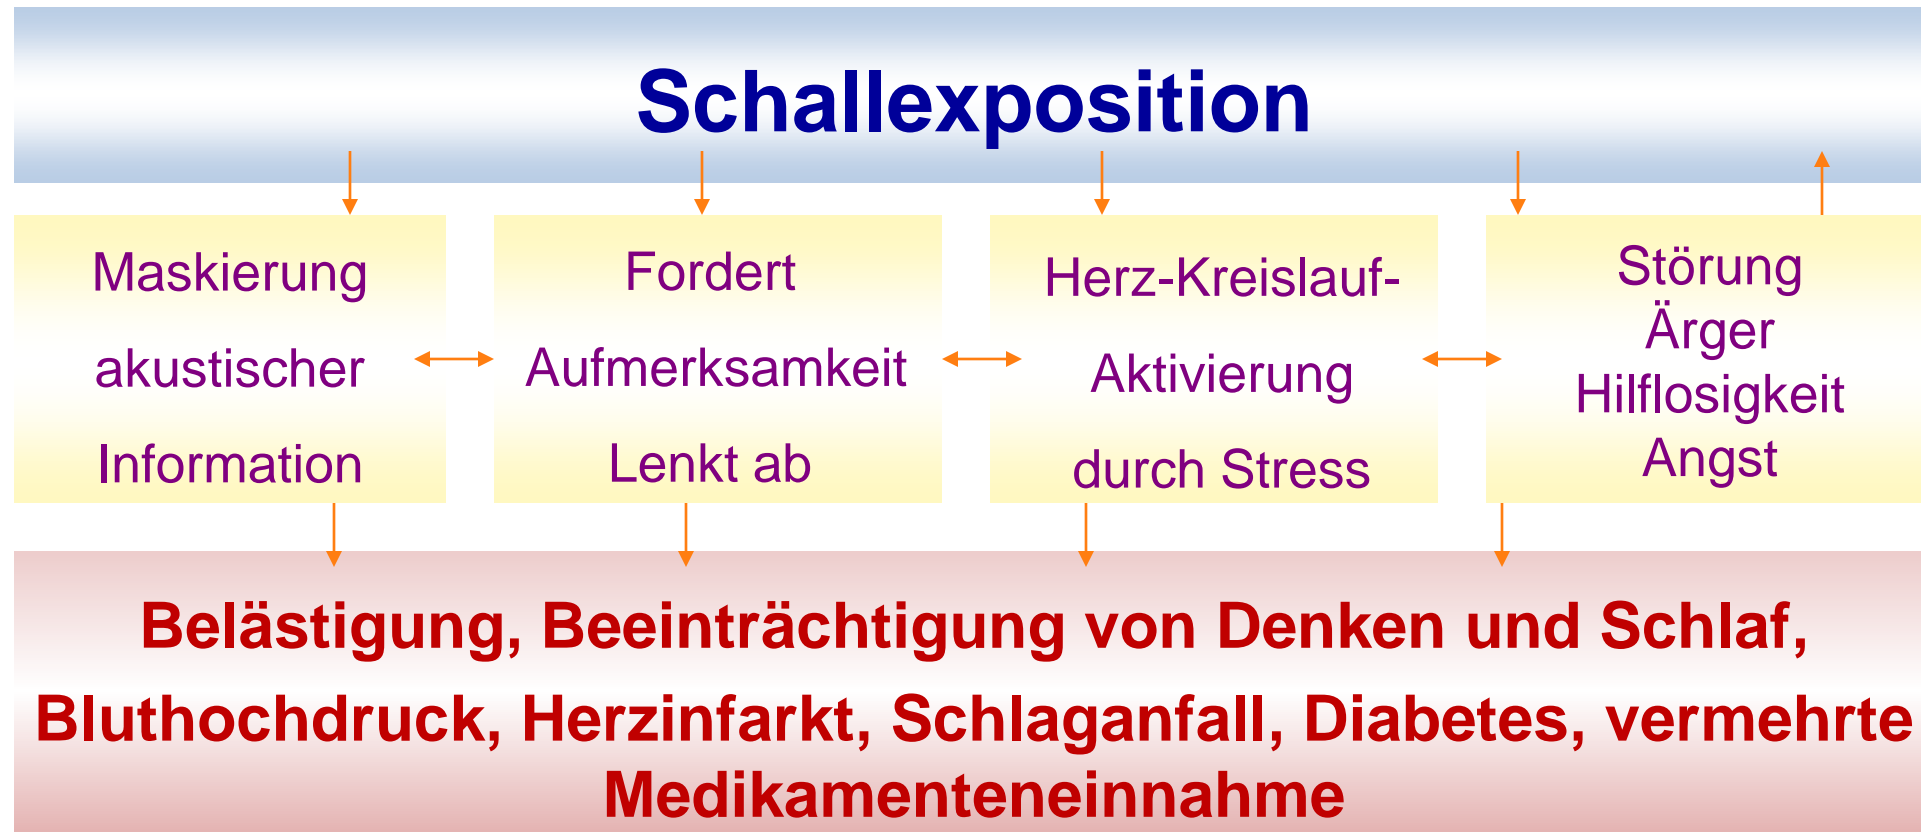 Schallexposition
Maskierung
akustischer
Information
Fordert
Aufmerksamkeit
Lenkt ab
Herz-Kreislauf-
Aktivierung
durch Stress
Störung
Ärger
Hilflosigkeit
Angst
Belästigung, Beeinträchtigung von Denken und Schlaf,
Bluthochdruck, Herzinfarkt, Schlaganfall, Diabetes, vermehrte
Medikamenteneinnahme